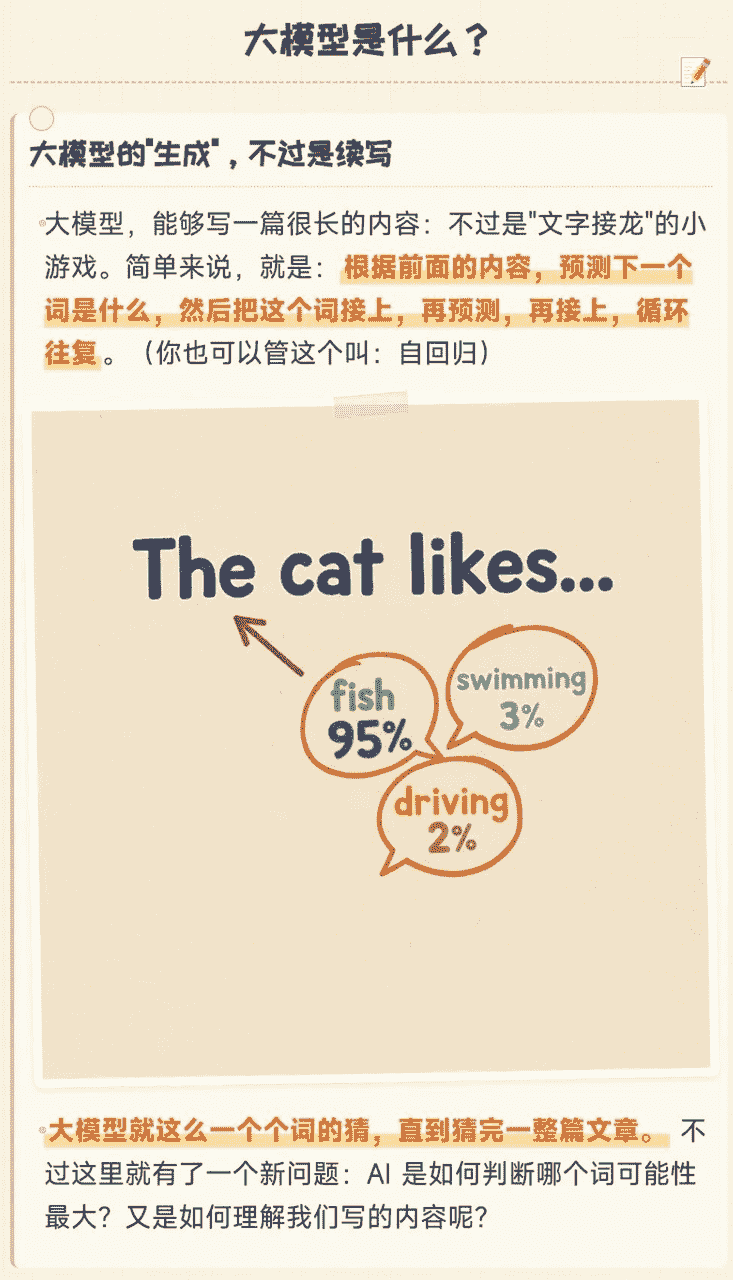 大模型是什么？
大模型的"生成"，不过是续写
大模型，能够写一篇很长的内容：不过是"文字接龙"的小
游戏。简单来说，就是：根据前面的内容，预测下一个
词是什么，然后把这个词接上，再预测，再接上，循环
往复。（你也可以管这个叫：自回归）
The cat likes...
fish
95%
swimming
3%
driving
2%
大模型就这么一个个词的猜，直到猜完一整篇文章。 不
过这里就有了一个新问题：AI 是如何判断哪个词可能性
最大？又是如何理解我们写的内容呢？